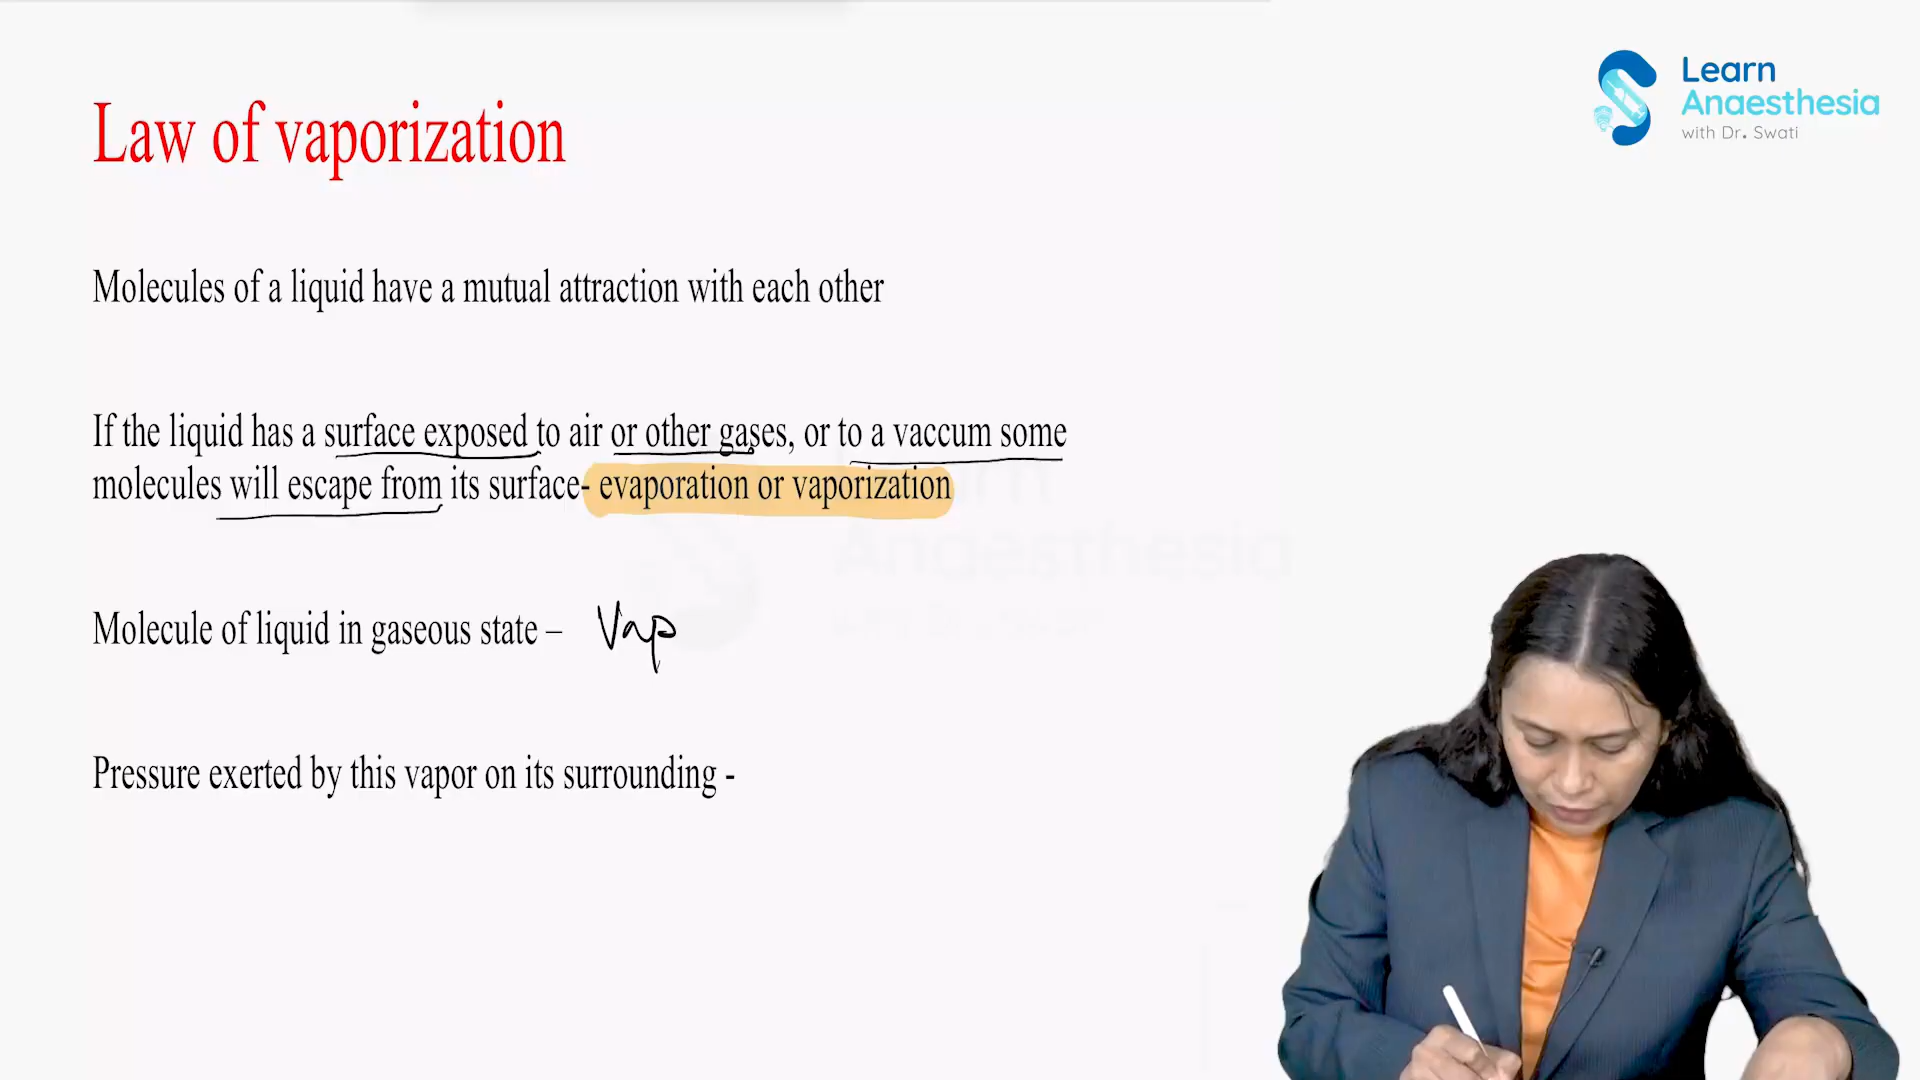 Learn
Anaesthesia
with Dr. Swati
Law of vaporization
Molecules of a liquid have a mutual attraction with each other
If the liquid has a surface exposed to air or other gases, or to a vaccum some
molecules will escape from its surface- evaporation or vaporization
Molecule of liquid in gaseous state – Vap
Pressure exerted by this vapor on its surrounding -
Anaesthesia